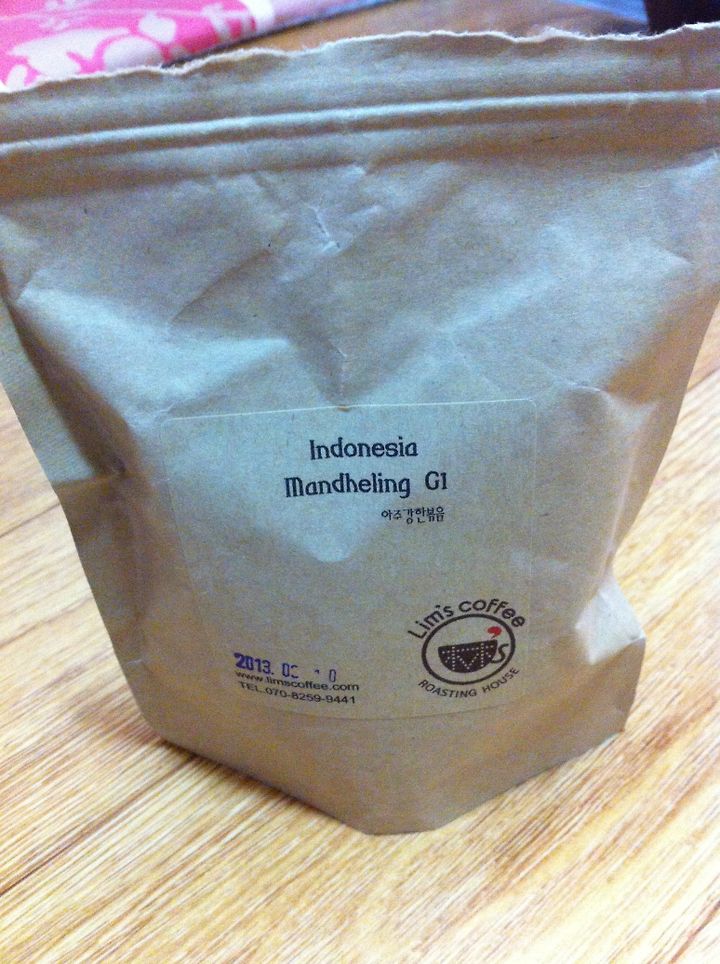 Indonesia
Mandheling G1
아주강한볶음
Lim's coffee
ROASTING HOUSE
2013.
www.limscoffee.com
TEL.070-8259-9441